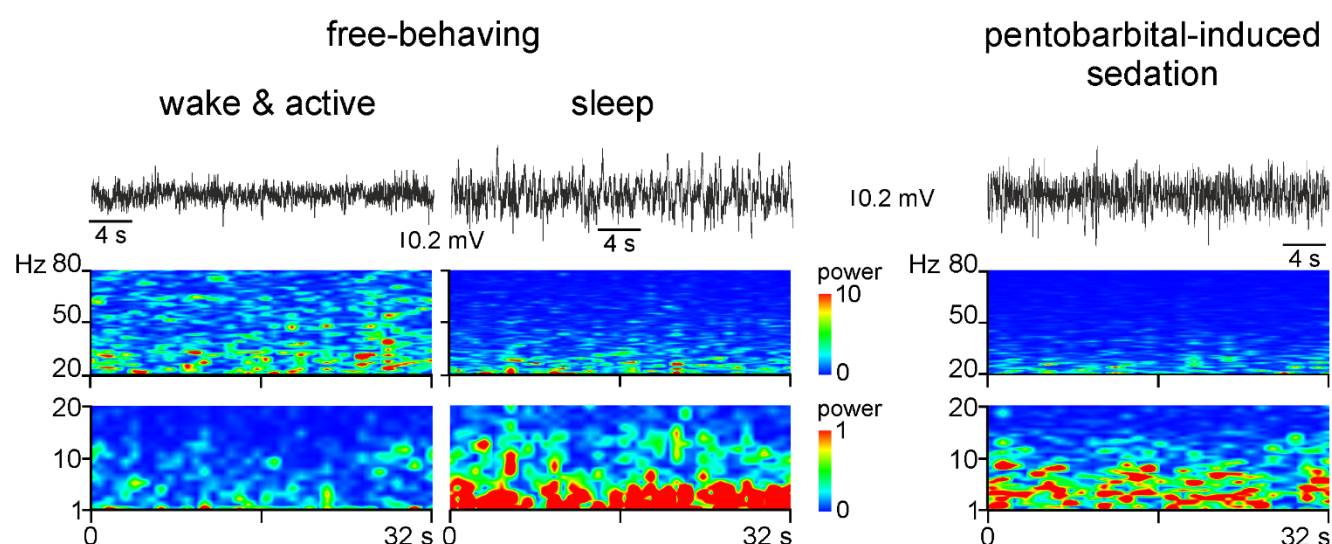 free-behaving
pentobarbital-induced
sedation
wake & active
sleep
4 s
I0.2 mV
4 s
I0.2 mV
4 s
Hz 80
50
20
power
10
0
Hz 80
50
20
20
10
1
0
32 s
0
32 s
power
1
0
20
10
1
0
32 s